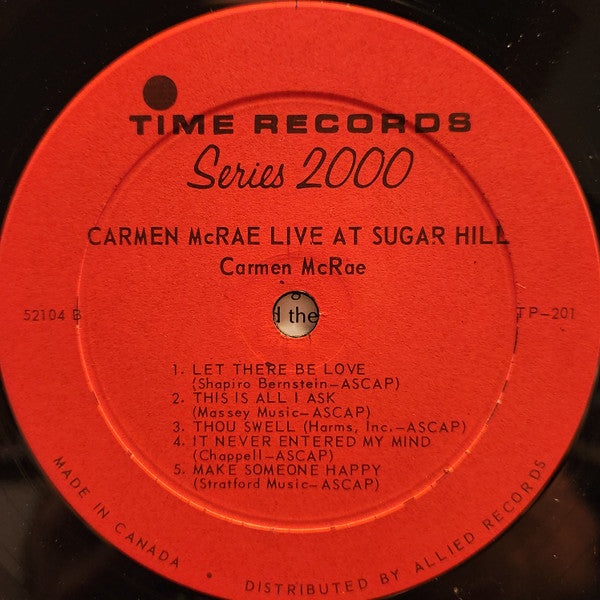 TIME RECORDS
Series 2000
CARMEN McRAE LIVE AT SUGAR HILL
Carmen McRae
52104 B
the
TP-201
1. LET THERE BE LOVE
(Shapiro Bernstein-ASCAP)
2. THIS IS ALL I ASK
(Massey Music-ASCAP)
3. THOU SWELL (Harms, Inc.-ASCAP)
4. IT NEVER ENTERED MY MIND
(Chappell-ASCAP)
5. MAKE SOMEONE HAPPY
(Stratford Music-ASCAP)
MADE IN CANADA • DISTRIBUTED BY ALLIED RECORDS